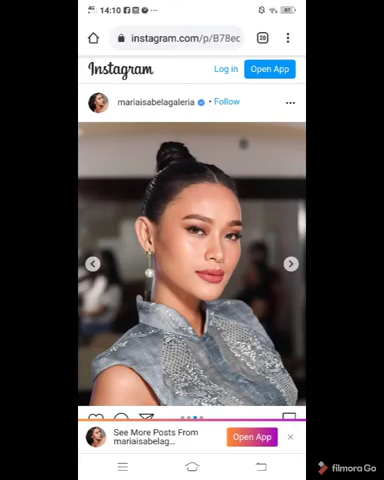 14:10
87
instagram.com/p/B78ec
20
Instagram
Log in
Open App
mariaisabelagaleria • Follow
See More Posts From
mariaisabelag...
Open App
filmora Go